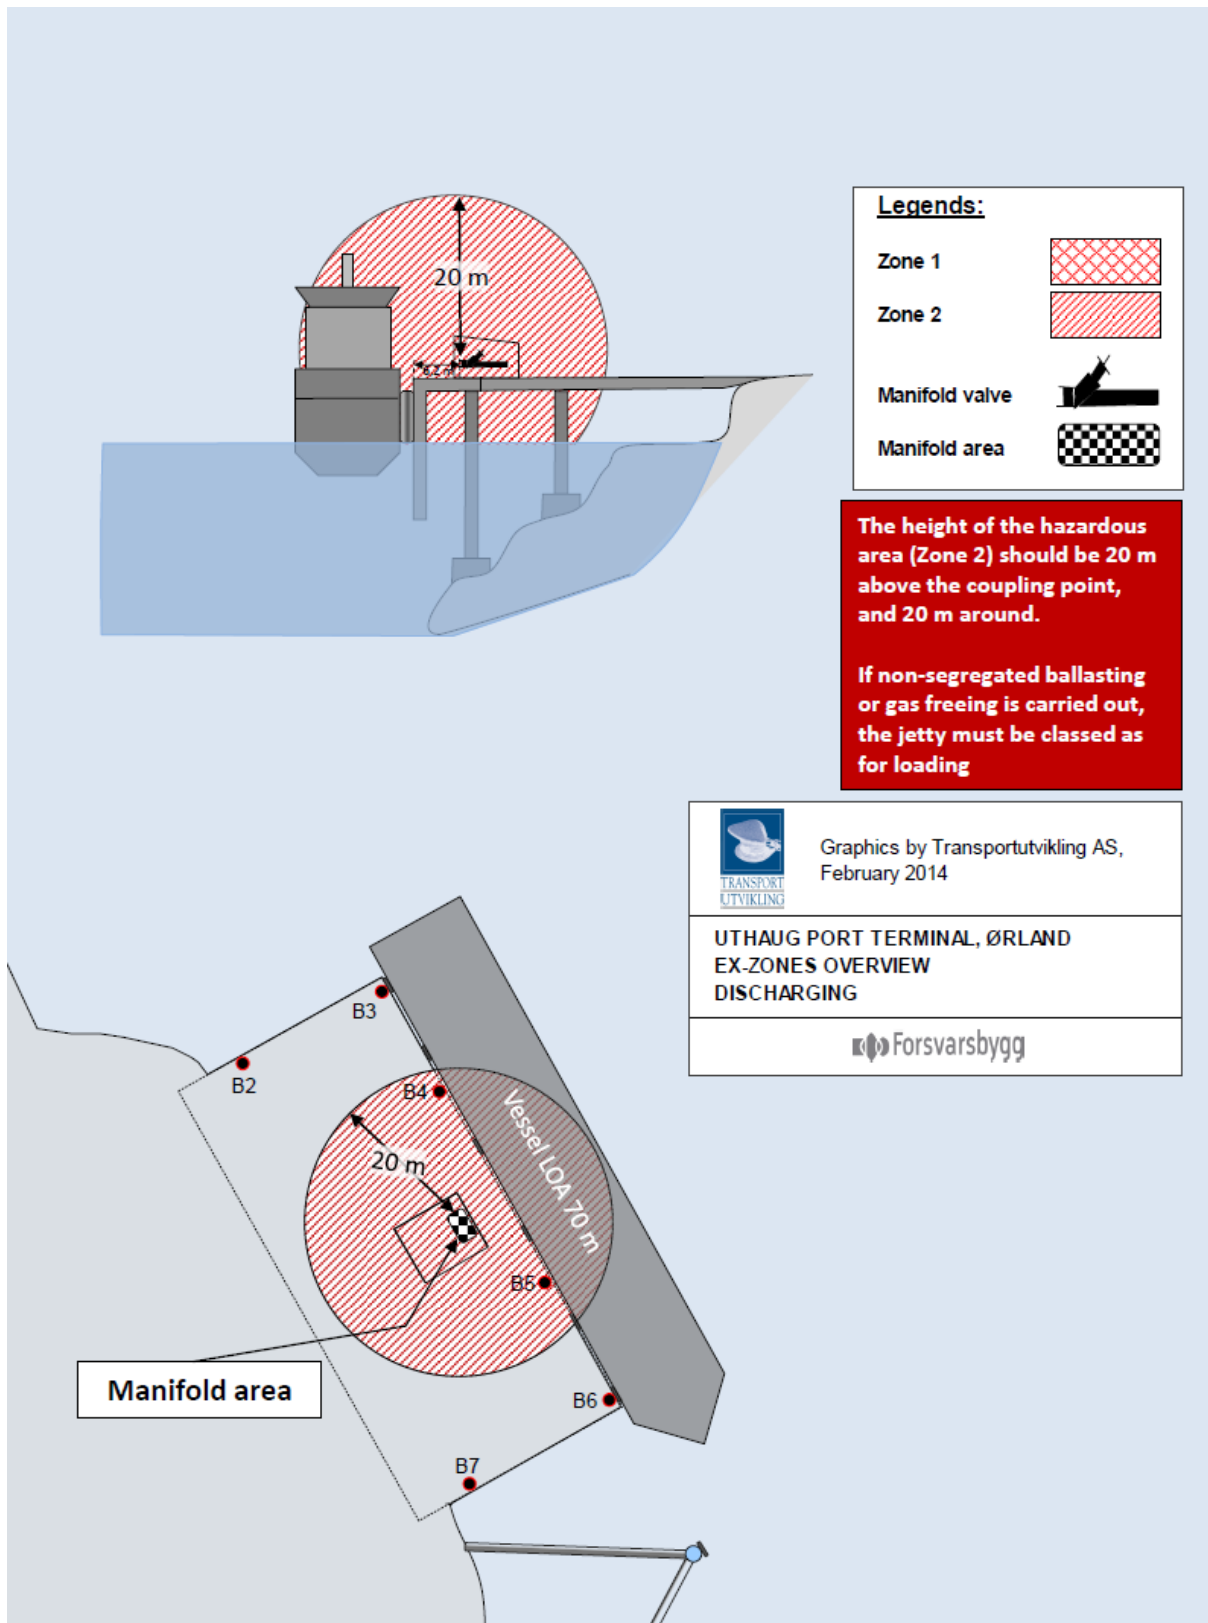 20 m
6,2 m
Legends:
Zone 1
Zone 2
Manifold valve
Manifold area
The height of the hazardous
area (Zone 2) should be 20 m
above the coupling point,
and 20 m around.
If non-segregated ballasting
or gas freeing is carried out,
the jetty must be classed as
for loading
TRANSPORT
UTVIKLING
Graphics by Transportutvikling AS,
February 2014
UTHAUG PORT TERMINAL, ØRLAND
EX-ZONES OVERVIEW
DISCHARGING
Forsvarsbygg
B3
B2
B4
Vessel LOA 70 m
20 m
B5
Manifold area
B6
B7